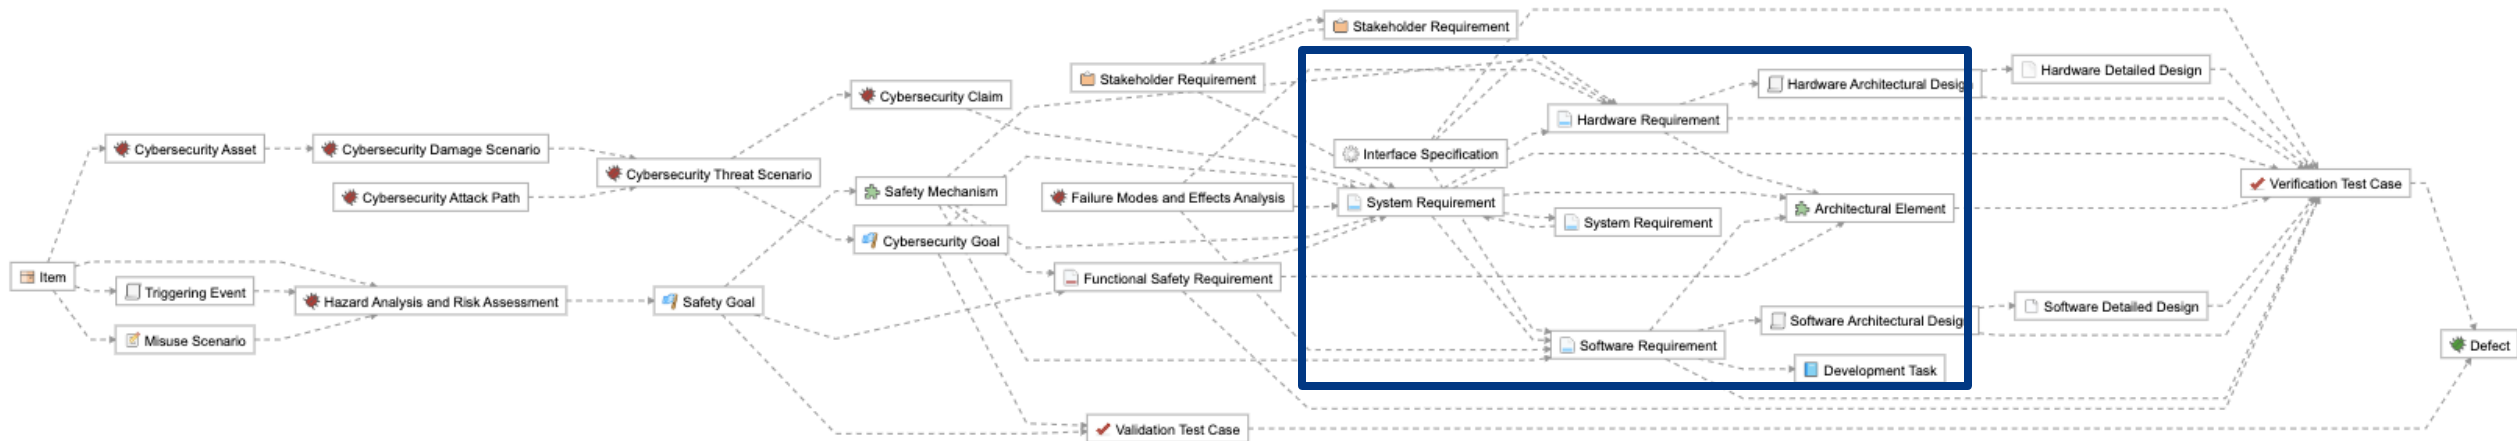 Stakeholder Requirement
Stakeholder Requirement
Cybersecurity Claim
Hardware Architectural Desig
Hardware Detailed Design
Hardware Requirement
Cybersecurity Asset
Cybersecurity Damage Scenario
Interface Specification
Cybersecurity Threat Scenario
Verification Test Case
Cybersecurity Attack Path
Safety Mechanism
Failure Modes and Effects Analysis
System Requirement
Architectural Element
System Requirement
Cybersecurity Goal
Item
Functional Safety Requirement
Triggering Event
Hazard Analysis and Risk Assessment
Safety Goal
Software Detailed Design
Software Architectural Desig
Misuse Scenario
Software Requirement
Defect
Development Task
Validation Test Case